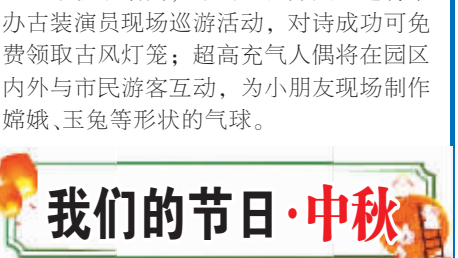 办古装演员现场巡游活动，对诗成功可免
费领取古风灯笼；超高充气人偶将在园区
内外与市民游客互动，为小朋友现场制作
嫦娥、玉兔等形状的气球。
我们的节日·中秋